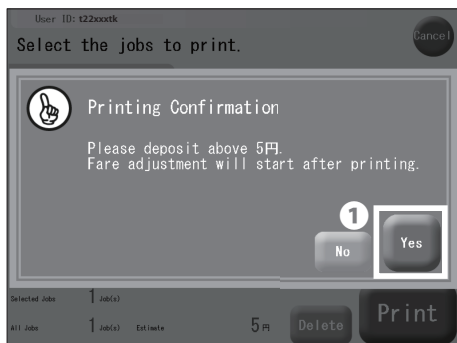 User ID: t22xxxtk
Select the jobs to print.
Cancel
Printing Confirmation
Please deposit above 5円.
Fare adjustment will start after printing.
1
No
Yes
Selected Jobs 1 Job(s)
All Jobs 1 Job(s) Estimate 5円 Delete Print